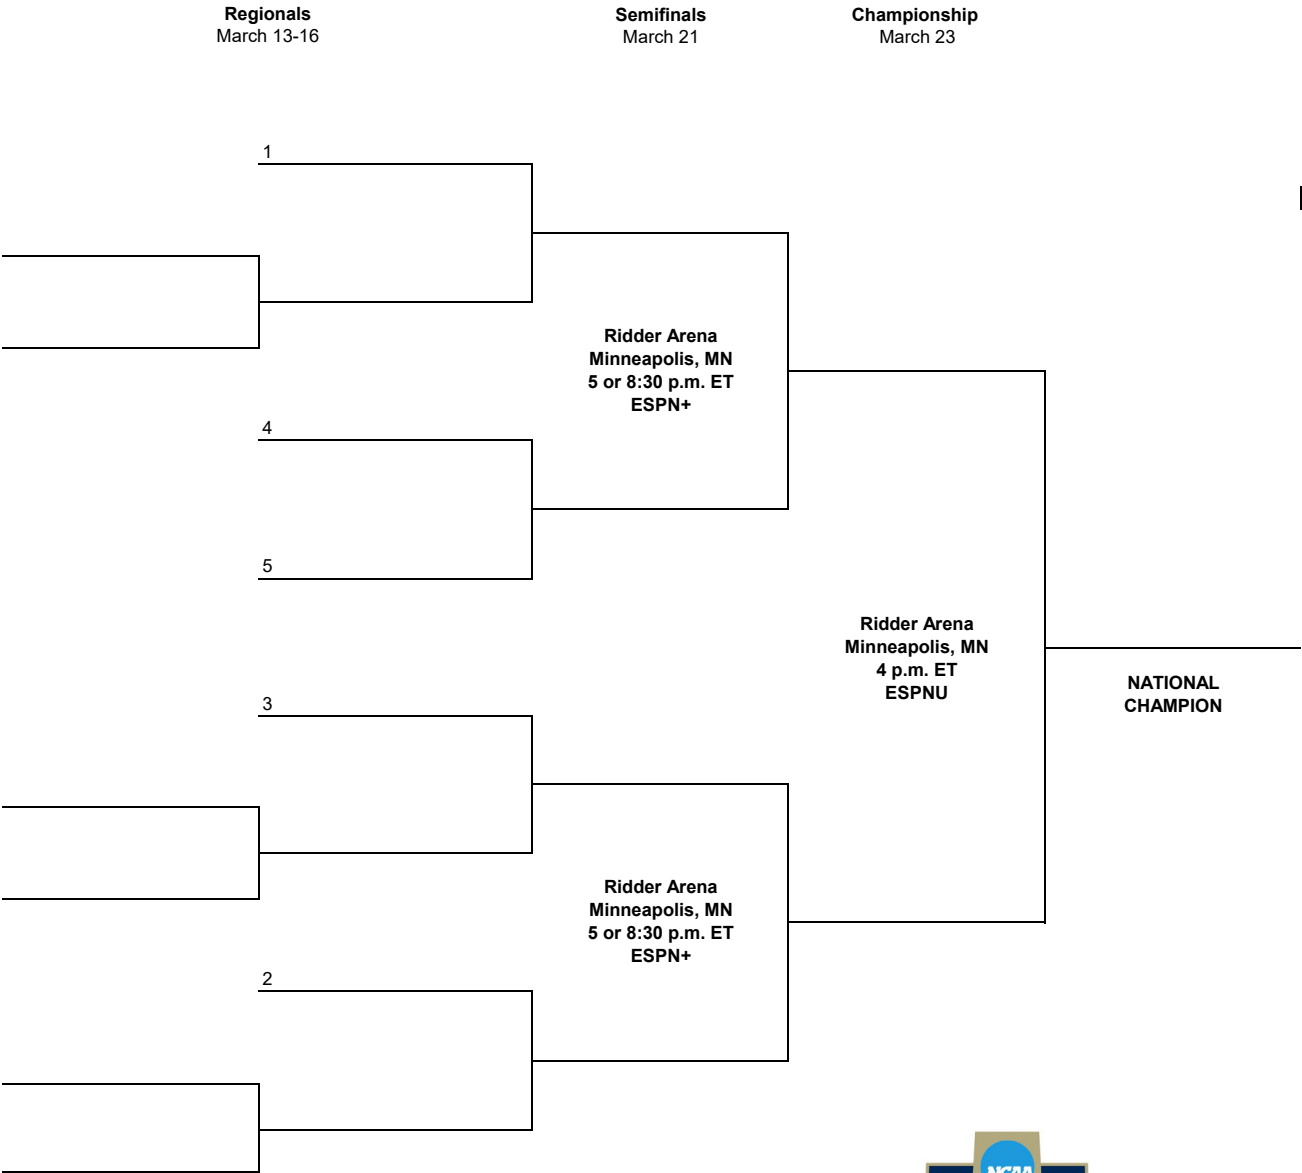 Regionals
March 13-16
Semifinals
March 21
Championship
March 23
1
Ridder Arena
Minneapolis, MN
5 or 8:30 p.m. ET
ESPN+
4
5
Ridder Arena
Minneapolis, MN
4 p.m. ET
ESPNU
NATIONAL
CHAMPION
3
Ridder Arena
Minneapolis, MN
5 or 8:30 p.m. ET
ESPN+
2
NCAA